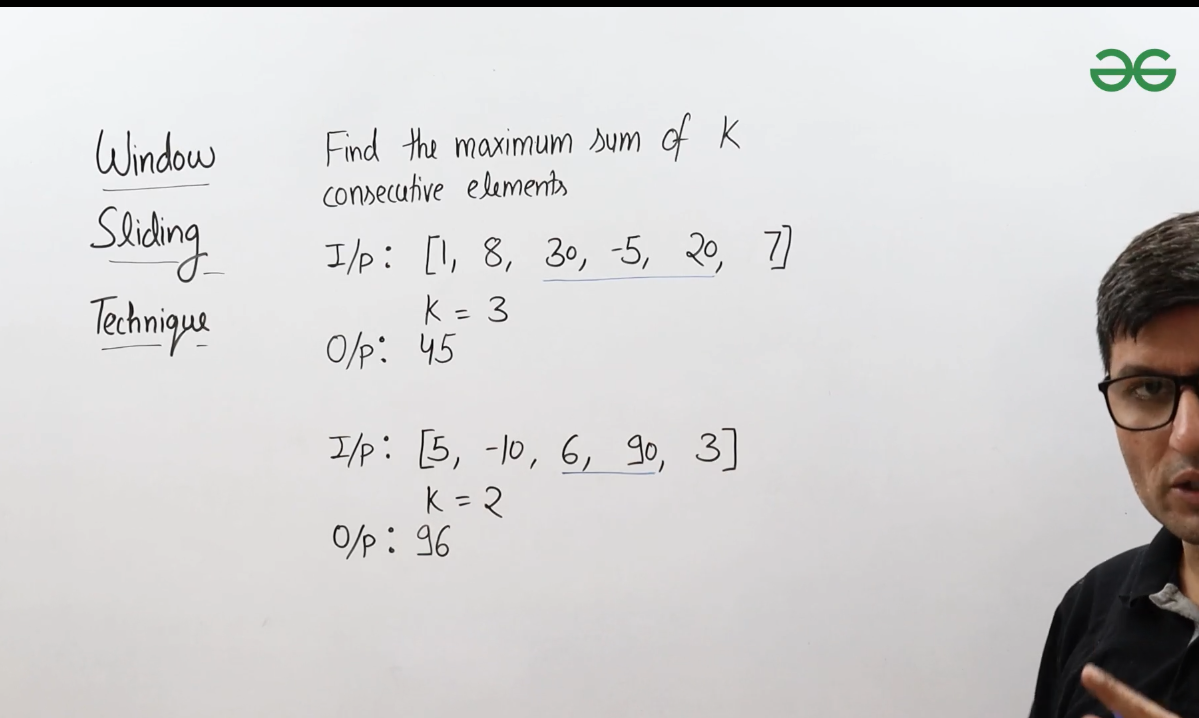 Window
Sliding
Technique
Find the maximum sum of K
consecutive elements
I/p: [1, 8, 30, -5, 20, 7]
K = 3
O/p: 45
I/p: [5, -10, 6, 90, 3]
K = 2
O/p: 96